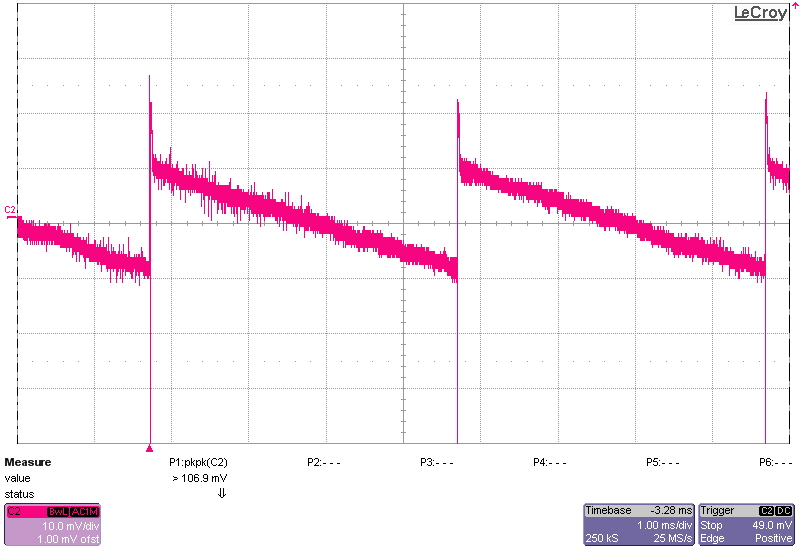 LeCroy
C2
Measure P1:pkpk(C2) P2:- - - P3:- - - P4:- - - P5:- - - P6:- - -
value > 106.9 mV
status
C2 BwL AC1M
10.0 mV/div
1.00 mV ofst
Timebase -3.28 ms
1.00 ms/div
250 kS 25 MS/s
Trigger C2 DC
Stop 49.0 mV
Edge Positive